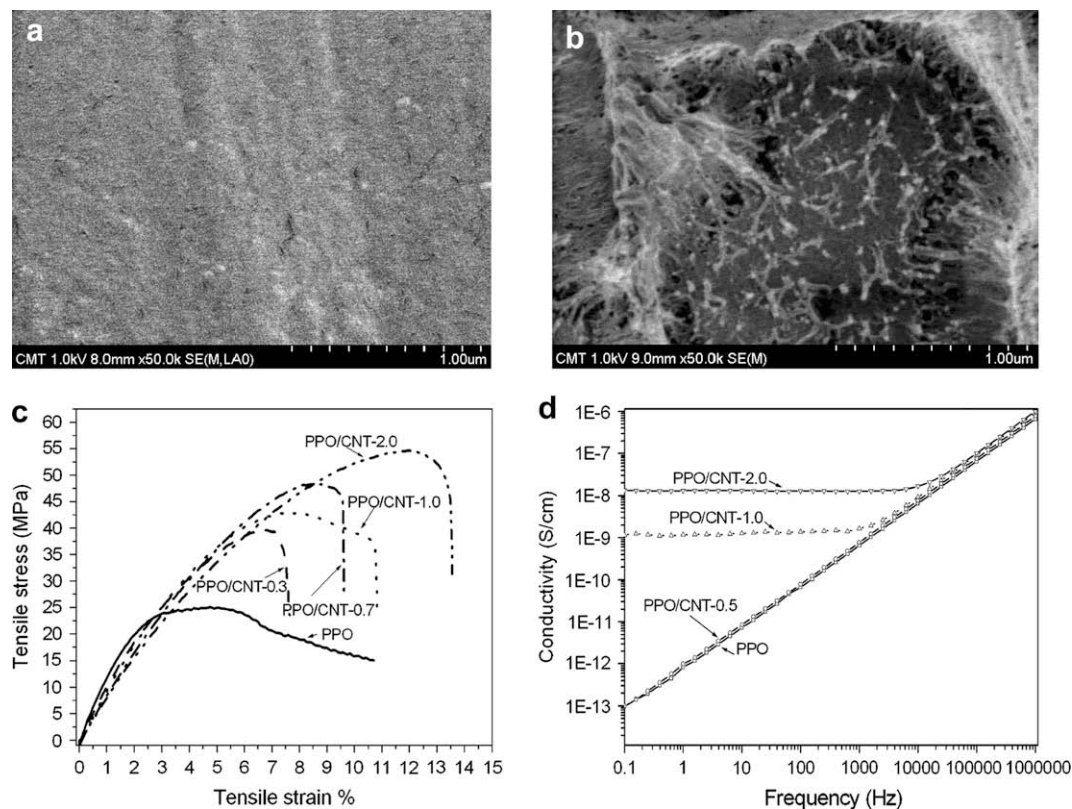 a
CMT 1.0kV 8.0mm x50.0k SE(M,LA0) 1.00um
b
CMT 1.0kV 9.0mm x50.0k SE(M) 1.00um
c
Tensile stress (MPa)
60
55
50
45
40
35
30
25
20
15
10
5
0
PPO/CNT-2.0
PPO/CNT-1.0
PPO/CNT-0.3
PPO/CNT-0.7
PPO
0 1 2 3 4 5 6 7 8 9 10 11 12 13 14 15
Tensile strain %
d
Conductivity (S/cm)
1E-6
1E-7
1E-8
1E-9
1E-10
1E-11
1E-12
1E-13
PPO/CNT-2.0
PPO/CNT-1.0
PPO/CNT-0.5
PPO
0.1 1 10 100 1000 10000 100000 1000000
Frequency (Hz)